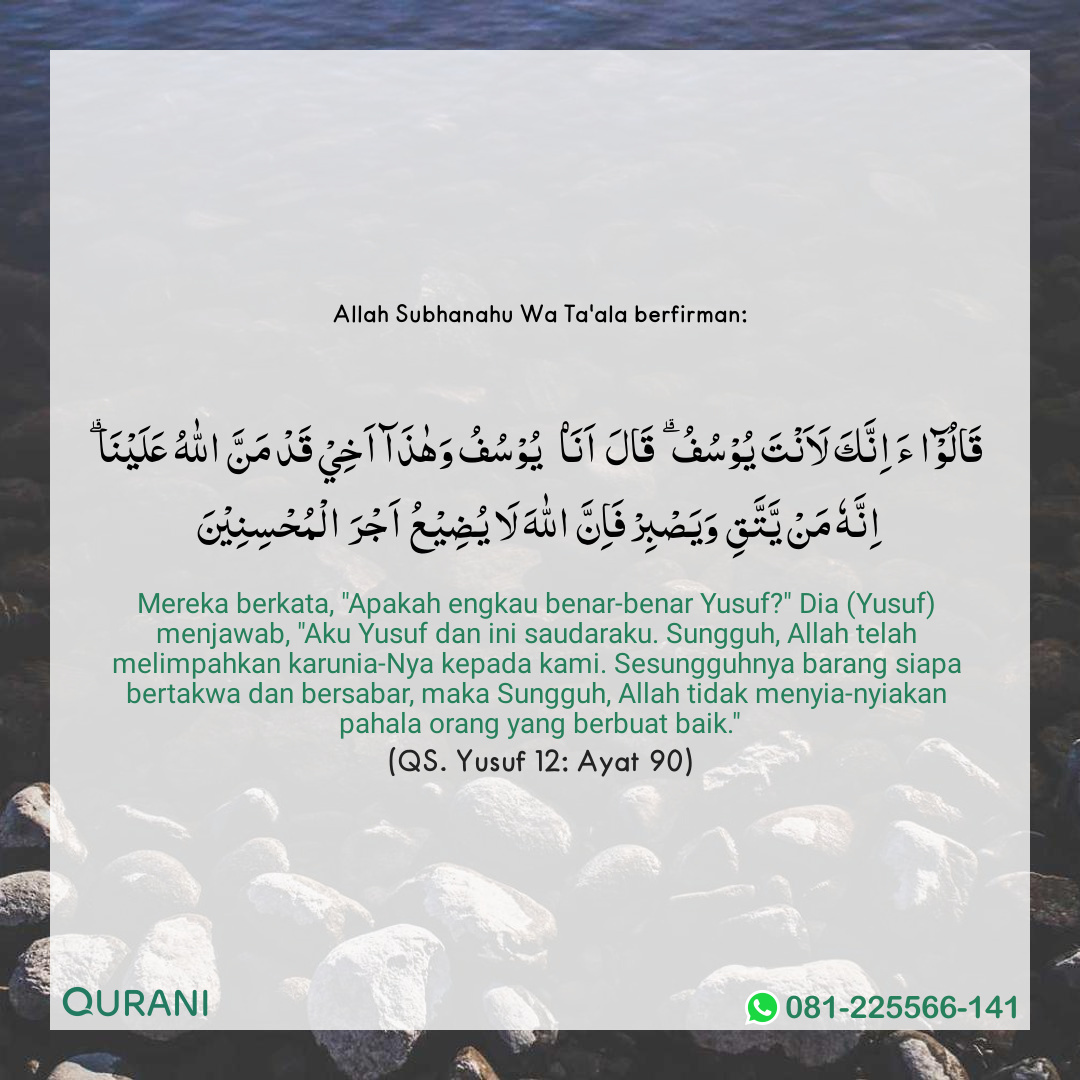 Allah Subhanahu Wa Ta'ala berfirman:
قَالُوْٓا ءَاِنَّكَ لَاَنْتَ يُوْسُفُ ۗ قَالَ اَنَا۠ يُوْسُفُ وَهٰذَاۤ اَخِيْ قَدْ مَنَّ اللّٰهُ عَلَيْنَا ۗ
اِنَّهٗ مَنْ يَّتَّقِ وَيَصْبِرْ فَاِنَّ اللّٰهَ لَا يُضِيْعُ اَجْرَ الْمُحْسِنِيْنَ
Mereka berkata, "Apakah engkau benar-benar Yusuf?" Dia (Yusuf)
menjawab, "Aku Yusuf dan ini saudaraku. Sungguh, Allah telah
melimpahkan karunia-Nya kepada kami. Sesungguhnya barang siapa
bertakwa dan bersabar, maka Sungguh, Allah tidak menyia-nyiakan
pahala orang yang berbuat baik."
(QS. Yusuf 12: Ayat 90)
QURANI
081-225566-141